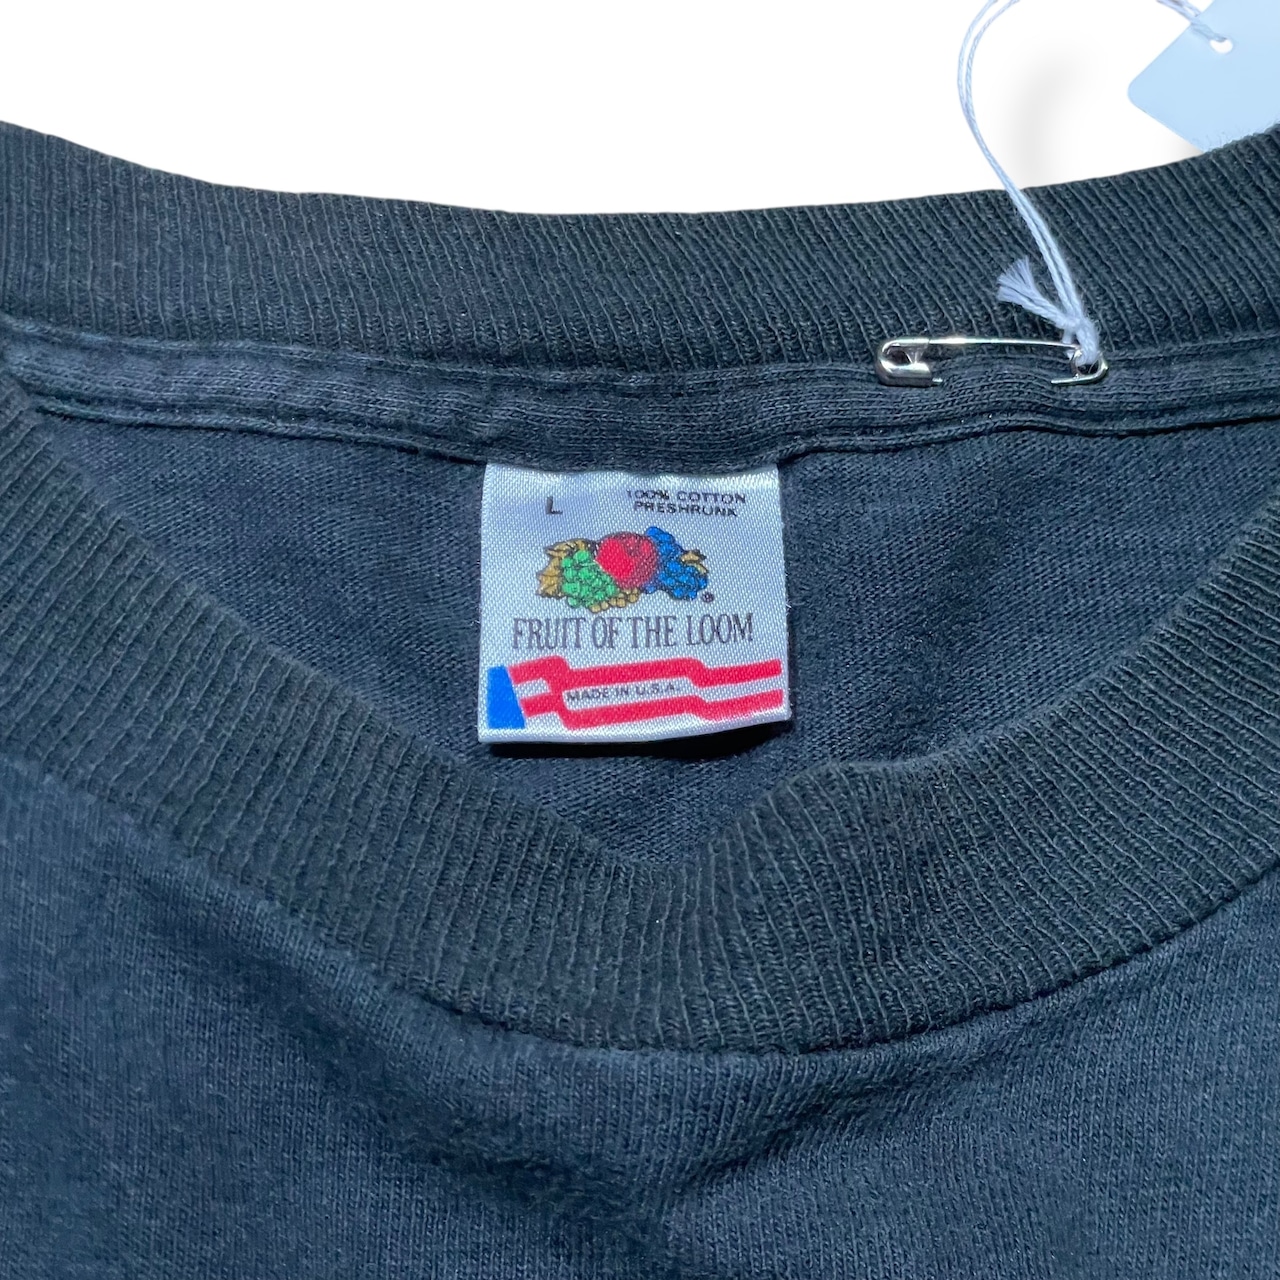 L
100% COTTON
PRESHRUNK
®
FRUIT OF THE LOOM
MADE IN U.S.A.